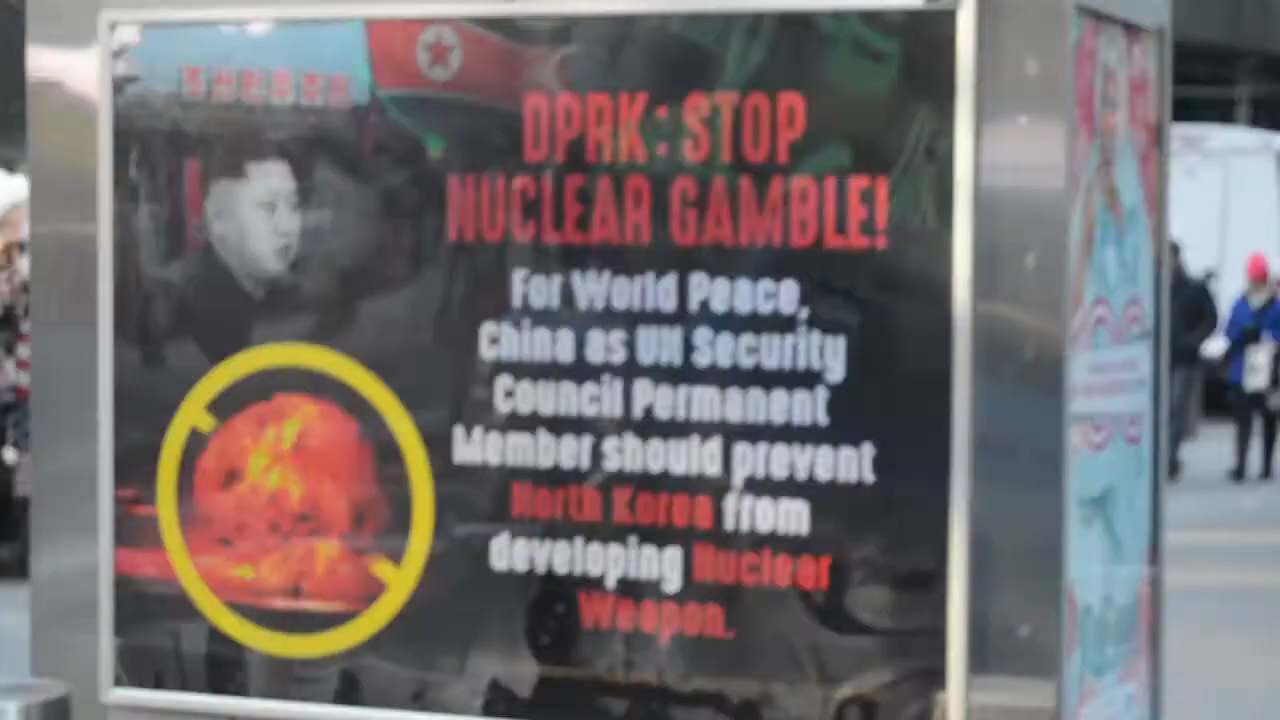 DPRK: STOP
NUCLEAR GAMBLE!
For World Peace,
China as UN Security
Council Permanent
Member should prevent
North Korea from
developing Nuclear
Weapon.